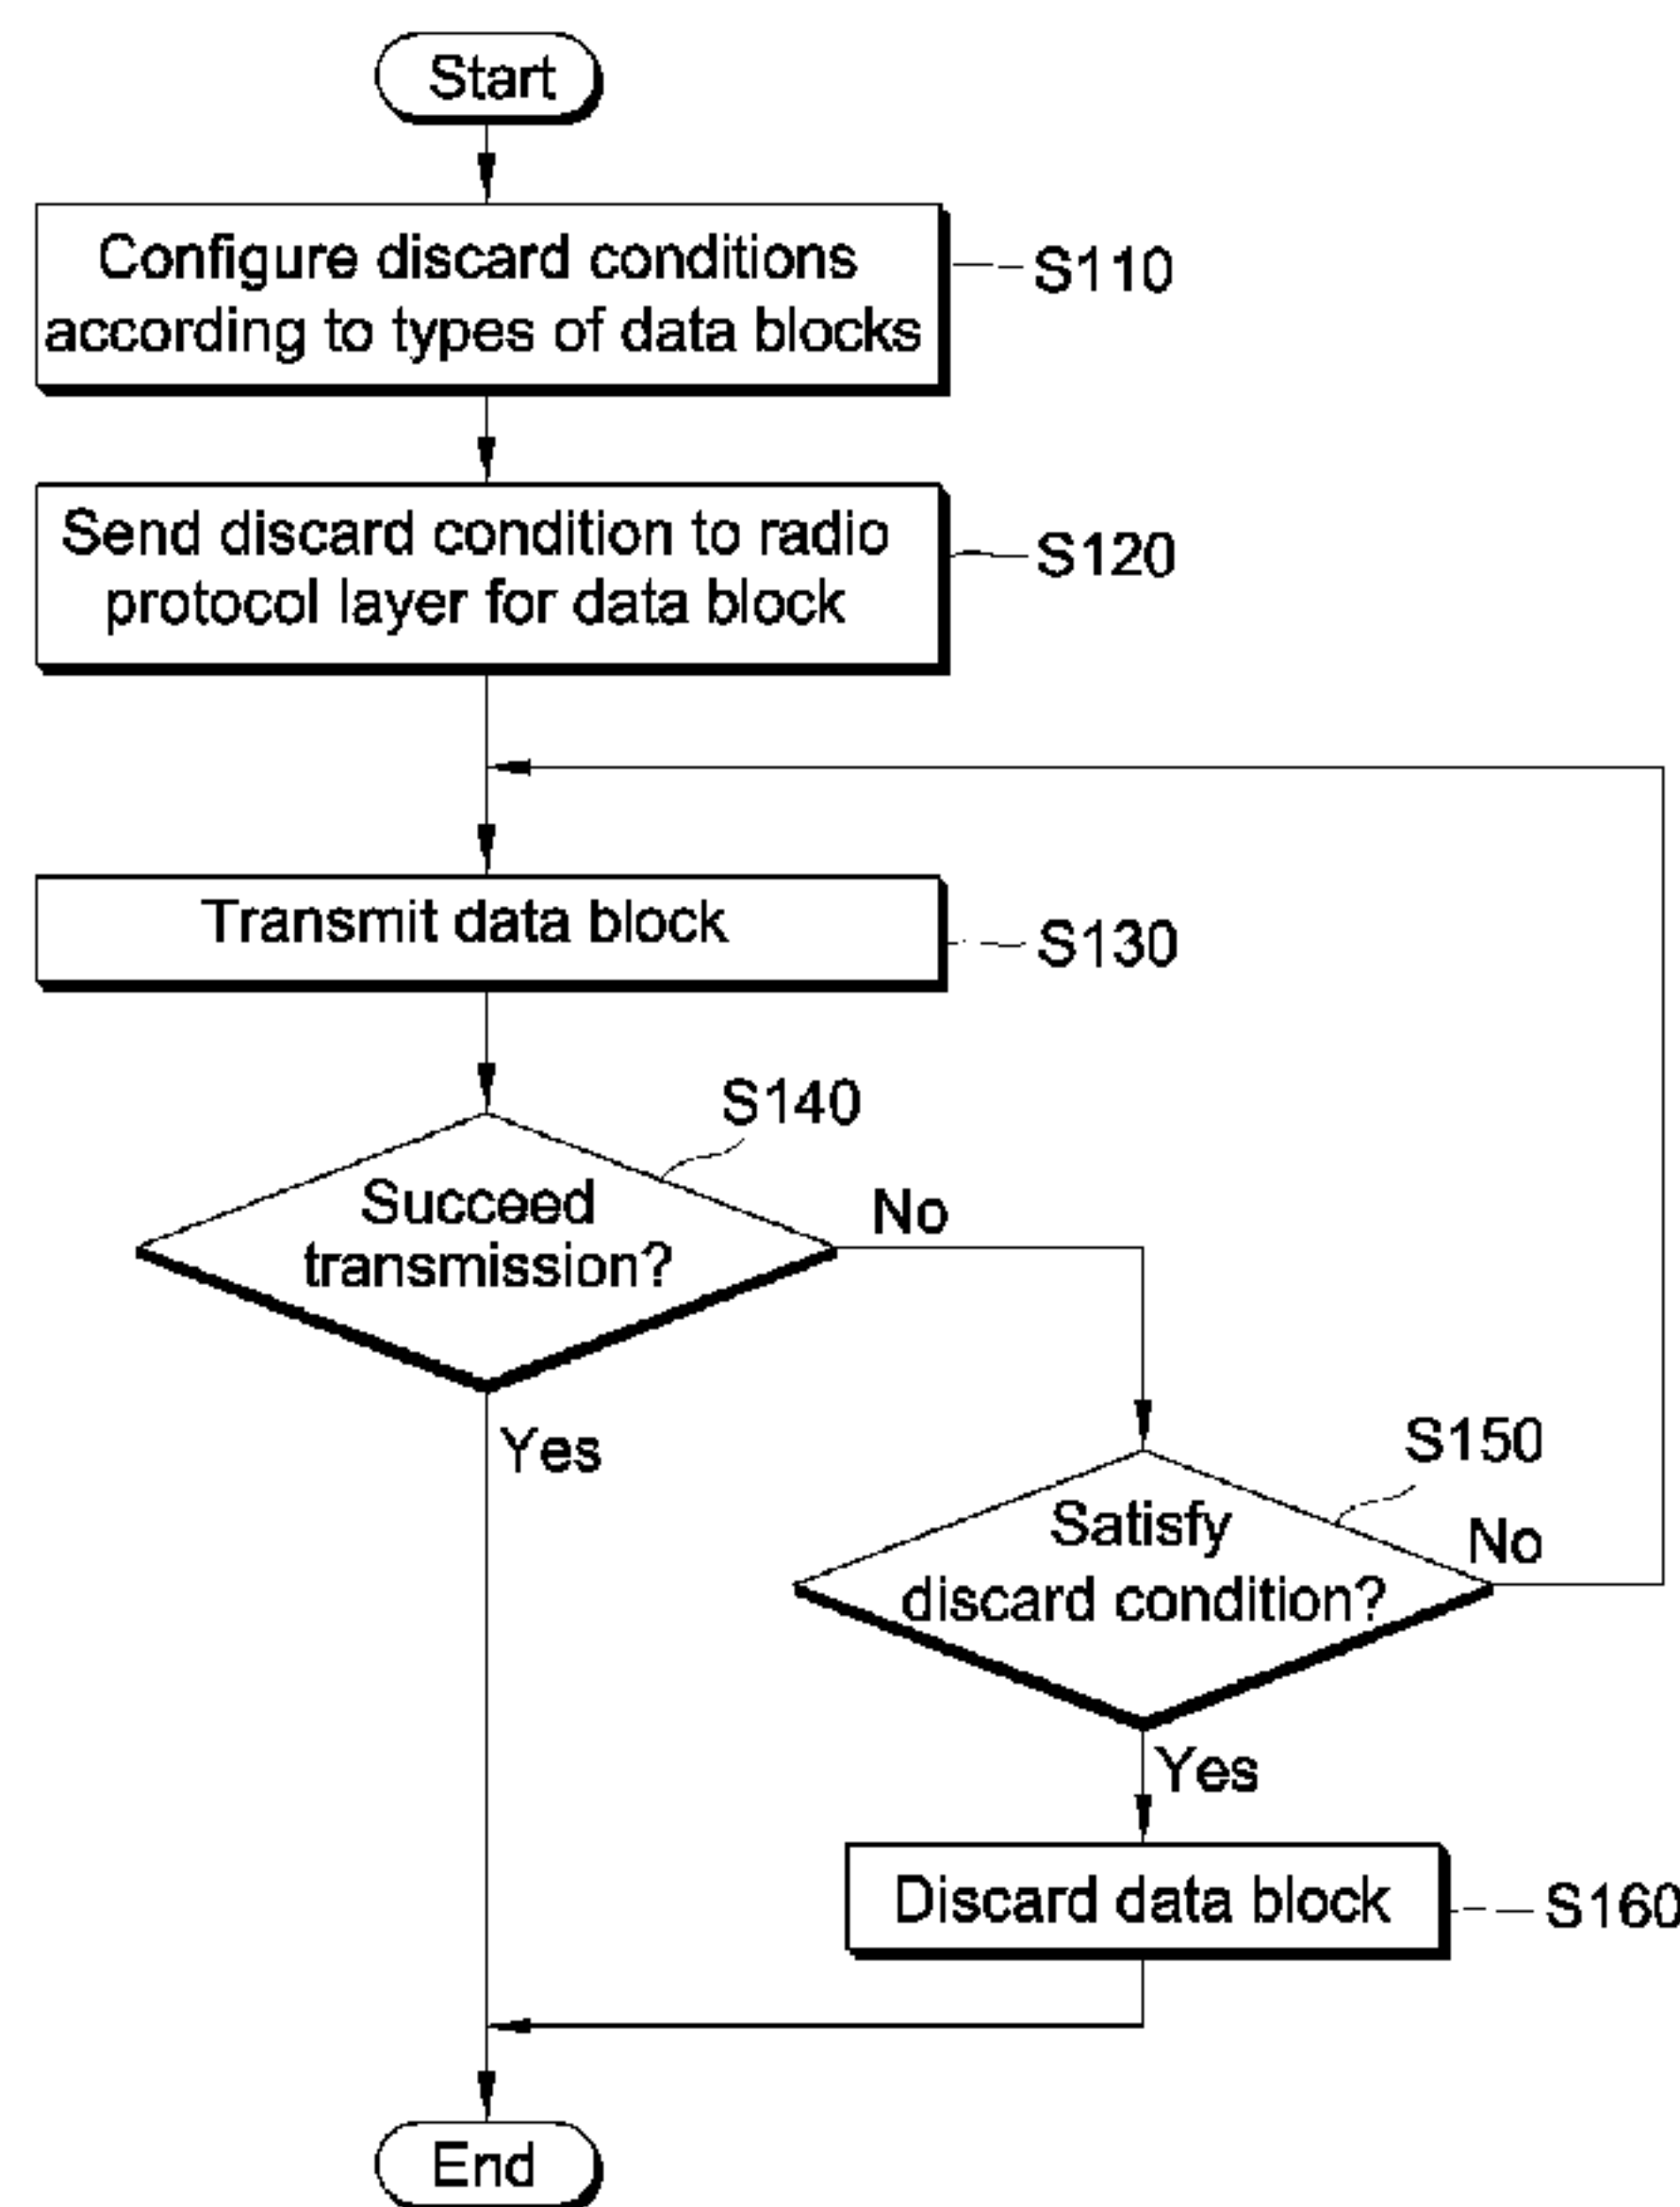 Start
Configure discard conditions
according to types of data blocks
S110
Send discard condition to radio
protocol layer for data block
S120
Transmit data block
S130
S140
Succeed
transmission?
No
Yes
S150
Satisfy
discard condition?
No
Yes
Discard data block
S160
End